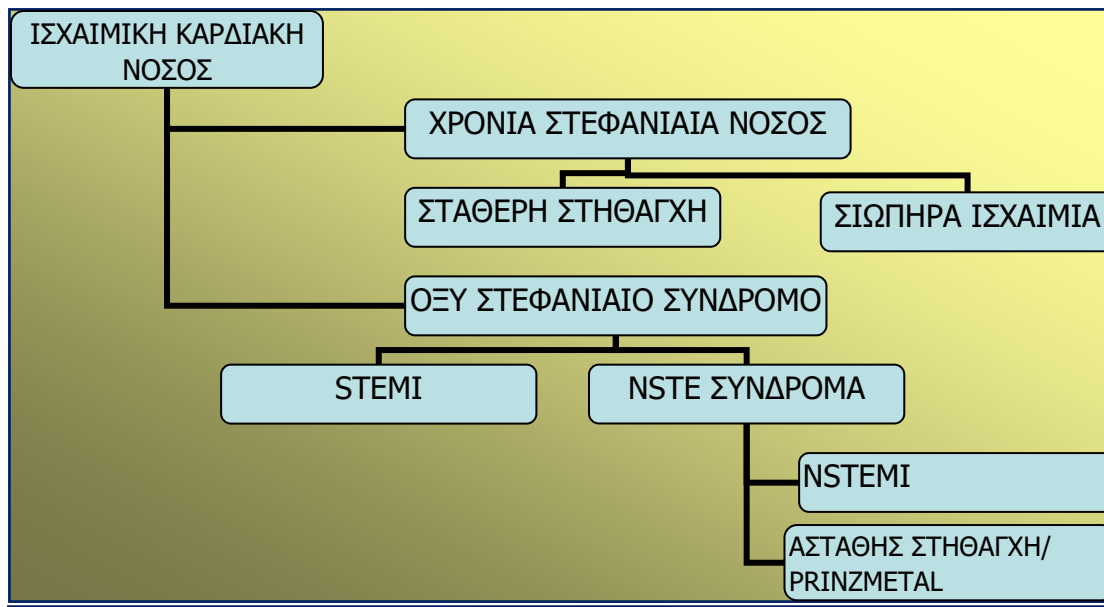 ΙΣΧΑΙΜΙΚΗ ΚΑΡΔΙΑΚΗ
ΝΟΣΟΣ
ΧΡΟΝΙΑ ΣΤΕΦΑΝΙΑΙΑ ΝΟΣΟΣ
ΣΤΑΘΕΡΗ ΣΤΗΘΑΓΧΗ
ΣΙΩΠΗΡΑ ΙΣΧΑΙΜΙΑ
ΟΞΥ ΣΤΕΦΑΝΙΑΙΟ ΣΥΝΔΡΟΜΟ
STEMI
NSTE ΣΥΝΔΡΟΜΑ
NSTEMI
ΑΣΤΑΘΗΣ ΣΤΗΘΑΓΧΗ/
PRINZMETAL